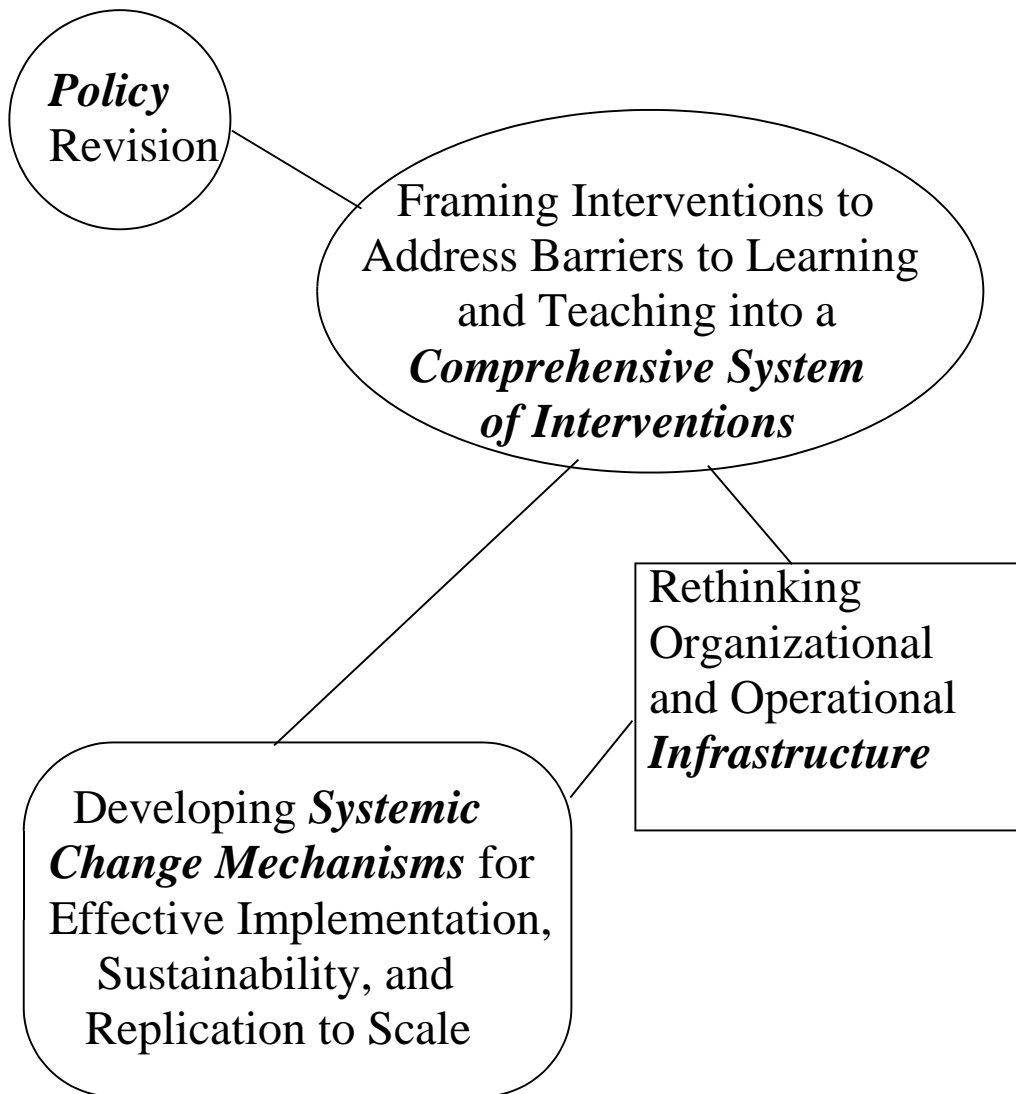 Policy
Revision
Framing Interventions to
Address Barriers to Learning
and Teaching into a
Comprehensive System
of Interventions
Rethinking
Organizational
and Operational
Infrastructure
Developing Systemic
Change Mechanisms for
Effective Implementation,
Sustainability, and
Replication to Scale